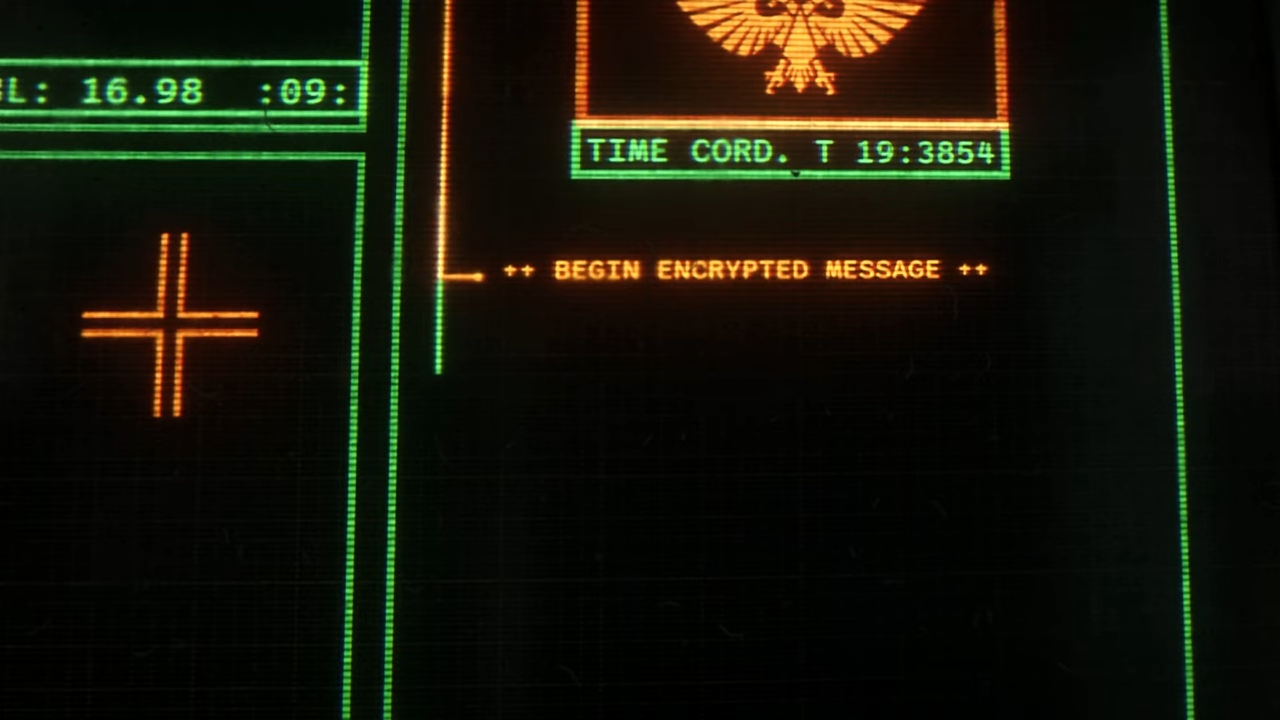 L: 16.98 :09:
TIME CORD. T 19:3854
++ BEGIN ENCRYPTED MESSAGE ++